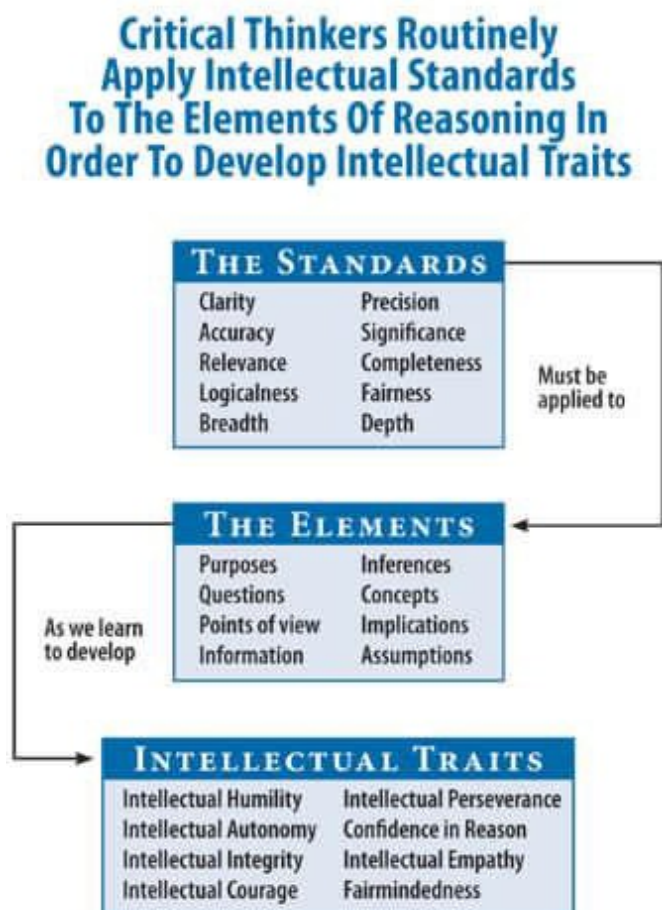 Critical Thinkers Routinely
Apply Intellectual Standards
To The Elements Of Reasoning In
Order To Develop Intellectual Traits
THE STANDARDS
Clarity Precision
Accuracy Significance
Relevance Completeness
Logicalness Fairness
Breadth Depth
Must be
applied to
THE ELEMENTS
Purposes Inferences
Questions Concepts
Points of view Implications
Information Assumptions
As we learn
to develop
INTELLECTUAL TRAITS
Intellectual Humility Intellectual Perseverance
Intellectual Autonomy Confidence in Reason
Intellectual Integrity Intellectual Empathy
Intellectual Courage Fairmindedness